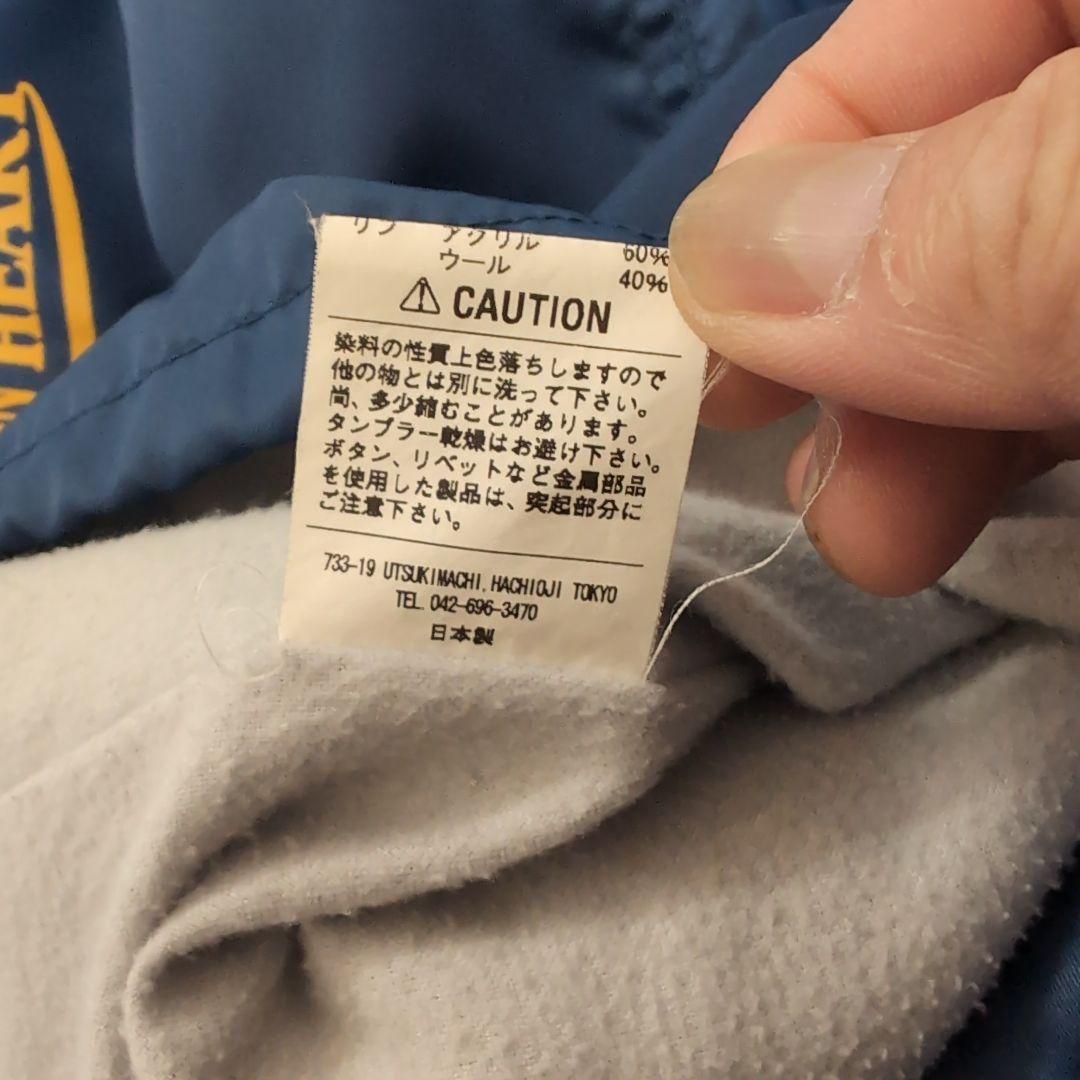 リブ アクリル 60%
ウール 40%
⚠ CAUTION
染料の性質上色落ちしますので
他の物とは別に洗って下さい。
尚、多少縮むことがあります。
タンブラー乾燥はお避け下さい。
ボタン、リベットなど金属部品
を使用した製品は、突起部分に
ご注意下さい。
733-19 UTSUKIMACHI, HACHIOJI TOKYO
TEL. 042-696-3470
日本製